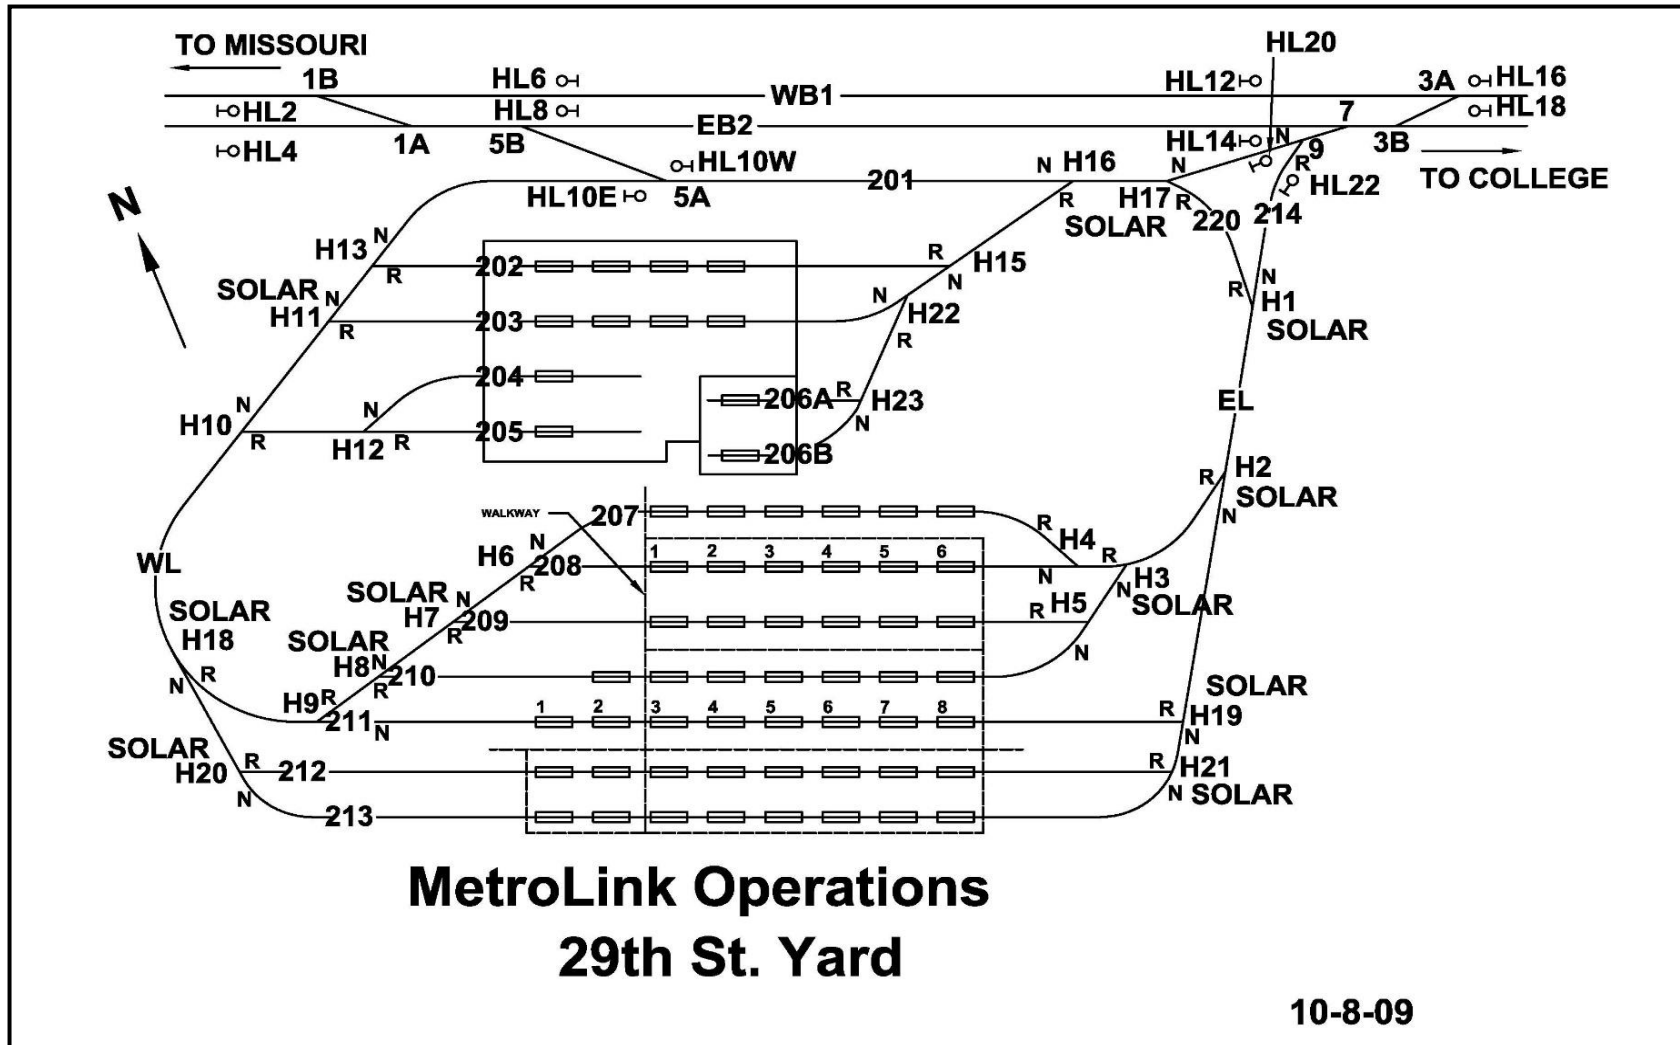 TO MISSOURI
HL20
1B
HL6
HL12
3A
HL16
WB1
HL2
HL8
7
HL18
EB2
HL4
1A
5B
HL14
N
9
3B
HL10W
N
H16
N
R
HL22
TO COLLEGE
201
HL10E
5A
R
H17
R
220
214
SOLAR
N
N
H13
R
202
R
H15
N
N
R
H1
SOLAR
N
H11
R
203
N
H22
R
SOLAR
204
206A
R
H23
EL
N
H10
R
N
H12
R
205
N
206B
R
H2
SOLAR
N
WALKWAY
207
R
H4
N
H6
208
R
1 2 3 4 5 6
N
R
H3
N
SOLAR
WL
SOLAR
H7
N
R
209
R
H5
N
SOLAR
H18
R
N
SOLAR
H8
N
R
210
H9
R
211
N
1 2 3 4 5 6 7 8
SOLAR
R
H19
N
SOLAR
H20
R
212
N
R
H21
N
SOLAR
213
MetroLink Operations
29th St. Yard
10-8-09